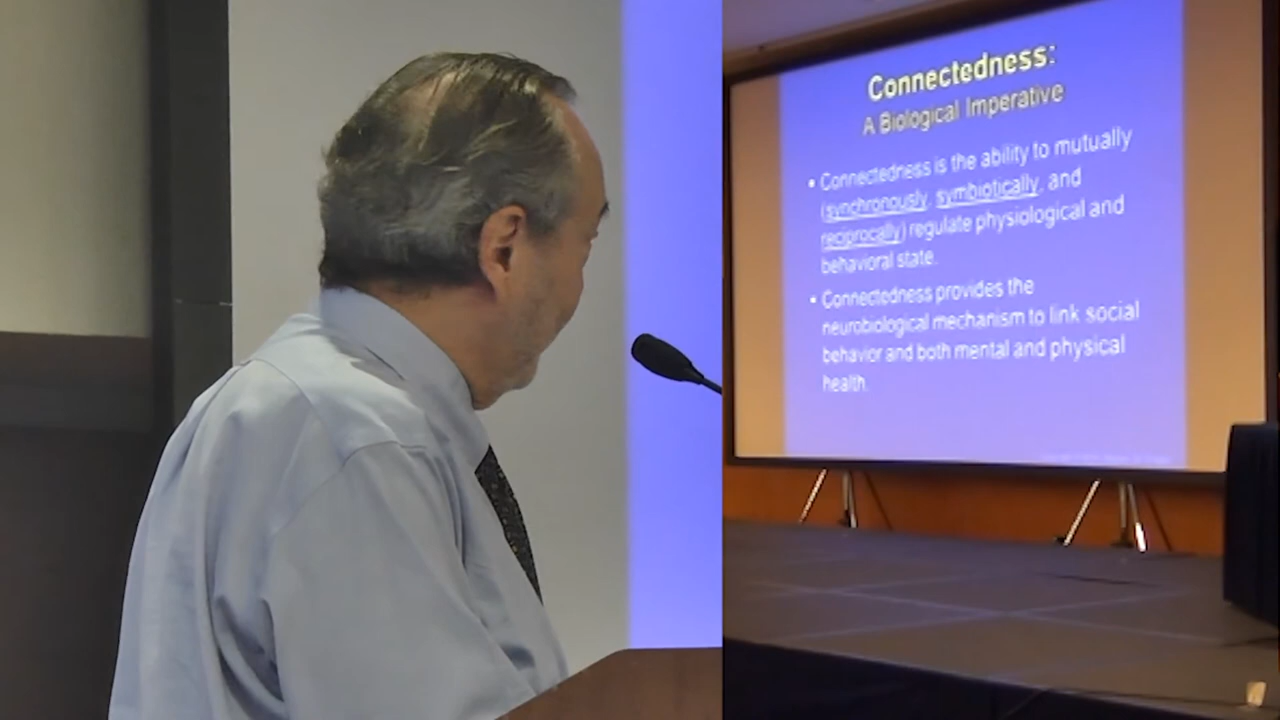 Connectedness:
A Biological Imperative
• Connectedness is the ability to mutually
(synchronously, symbiotically, and
reciprocally) regulate physiological and
behavioral state.
• Connectedness provides the
neurobiological mechanism to link social
behavior and both mental and physical
health.